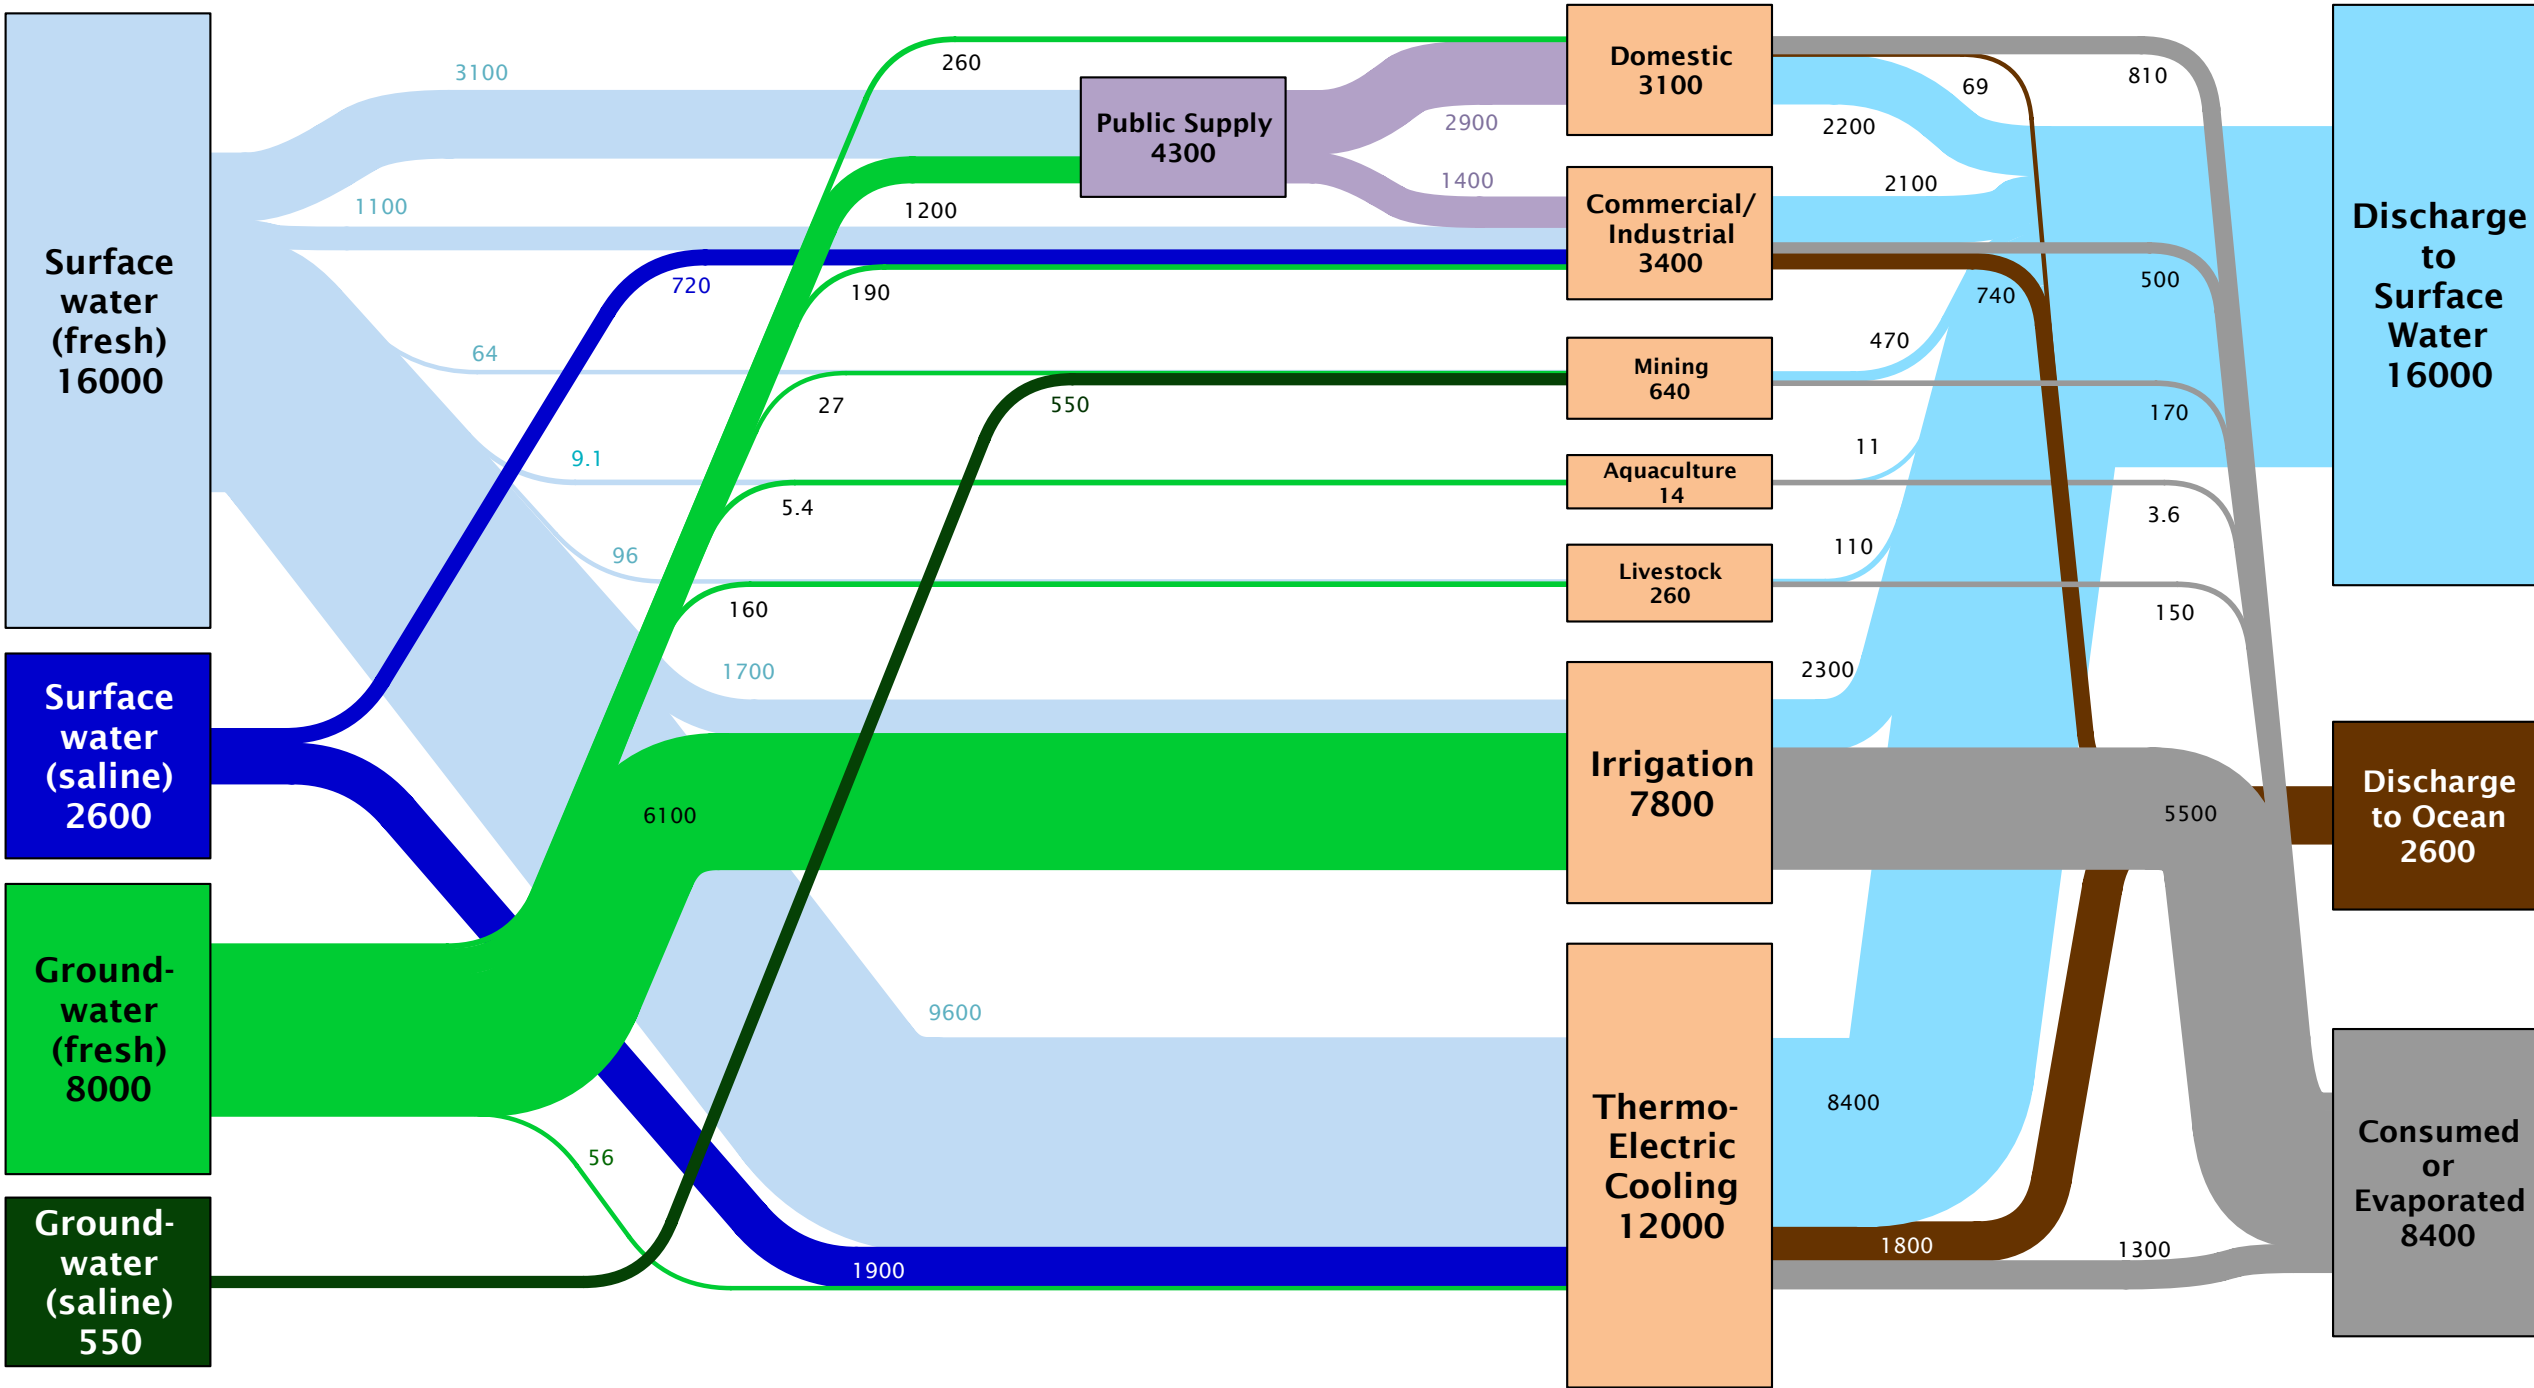 Surface
water
(fresh)
16000
Surface
water
(saline)
2600
Ground-
water
(fresh)
8000
Ground-
water
(saline)
550
3100
1100
720
64
9.1
96
1700
6100
9600
56
1900
260
1200
190
27
5.4
160
550
Public Supply
4300
2900
1400
Domestic
3100
Commercial/
Industrial
3400
Mining
640
Aquaculture
14
Livestock
260
Irrigation
7800
Thermo-
Electric
Cooling
12000
69
810
2200
2100
500
740
470
170
11
3.6
110
150
2300
5500
8400
1800
1300
Discharge
to
Surface
Water
16000
Discharge
to Ocean
2600
Consumed
or
Evaporated
8400